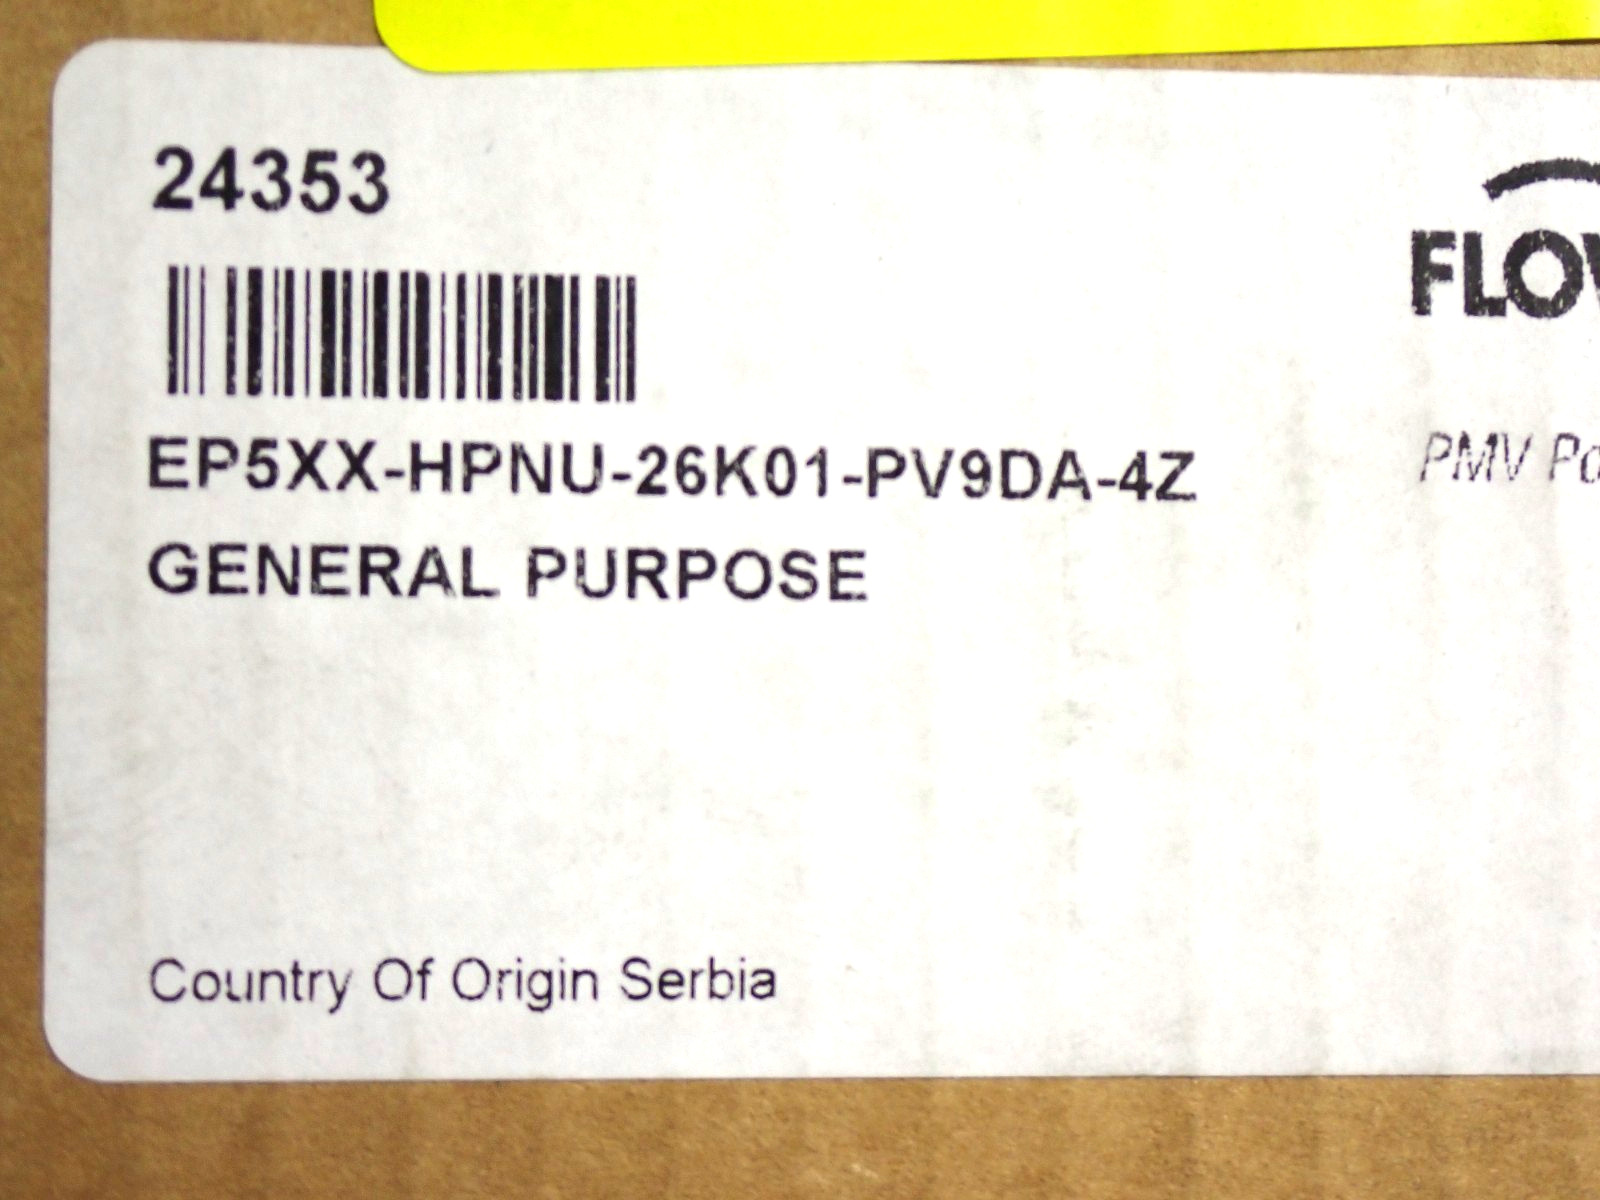 24353
FLOW
EP5XX-HPNU-26K01-PV9DA-4Z
PMV Po
GENERAL PURPOSE
Country Of Origin Serbia